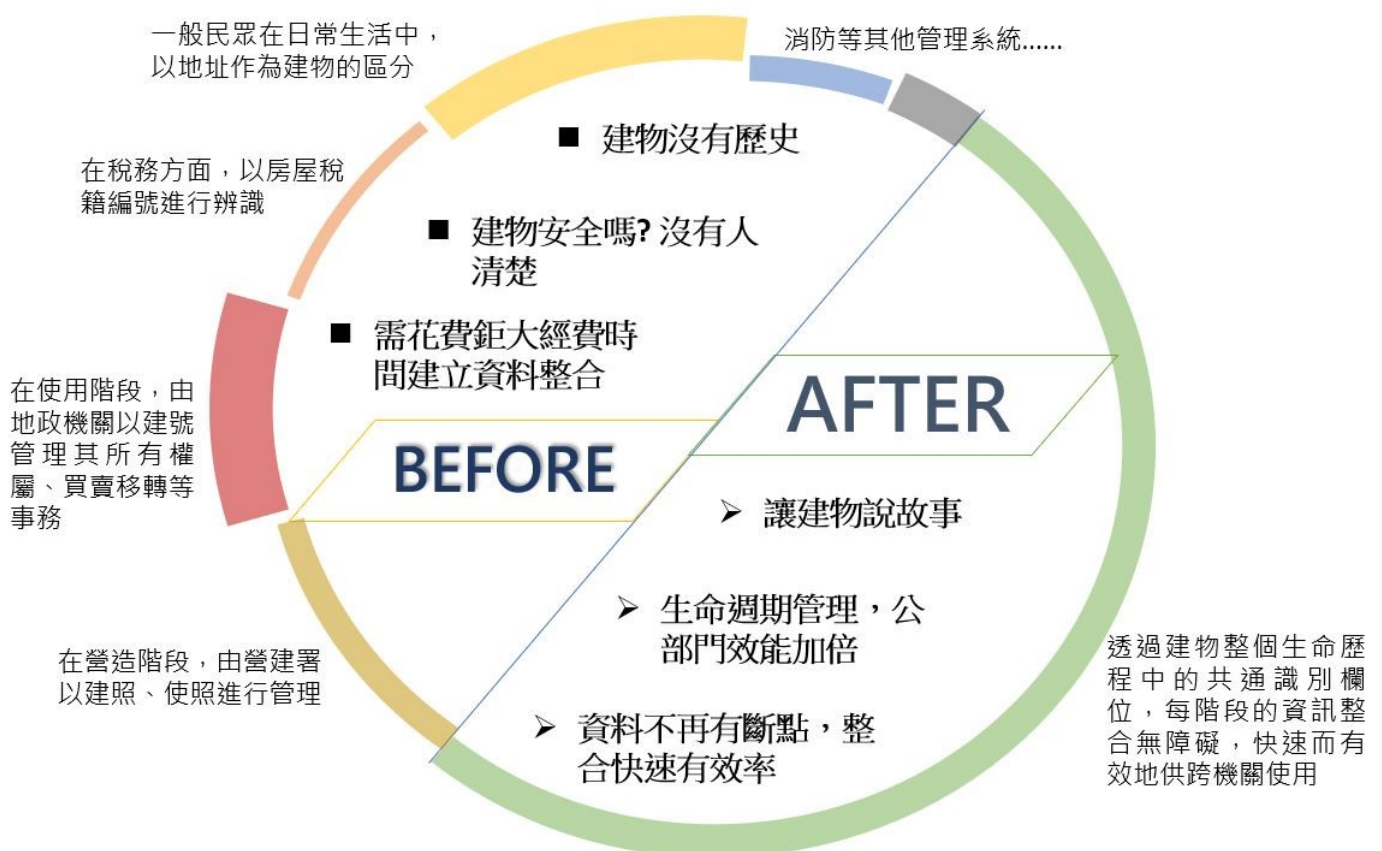 一般民眾在日常生活中，
以地址作為建物的區分
消防等其他管理系統......
在稅務方面，以房屋稅
籍編號進行辨識
■ 建物沒有歷史
■ 建物安全嗎? 沒有人
清楚
■ 需花費鉅大經費時
間建立資料整合
在使用階段，由
地政機關以建號
管理其所有權
屬、買賣移轉等
事務
BEFORE
AFTER
在營造階段，由營建署
以建照、使照進行管理
➢ 讓建物說故事
➢ 生命週期管理，公
部門效能加倍
➢ 資料不再有斷點，整
合快速有效率
透過建物整個生命歷
程中的共通識別欄
位，每階段的資訊整
合無障礙，快速而有
效地供跨機關使用